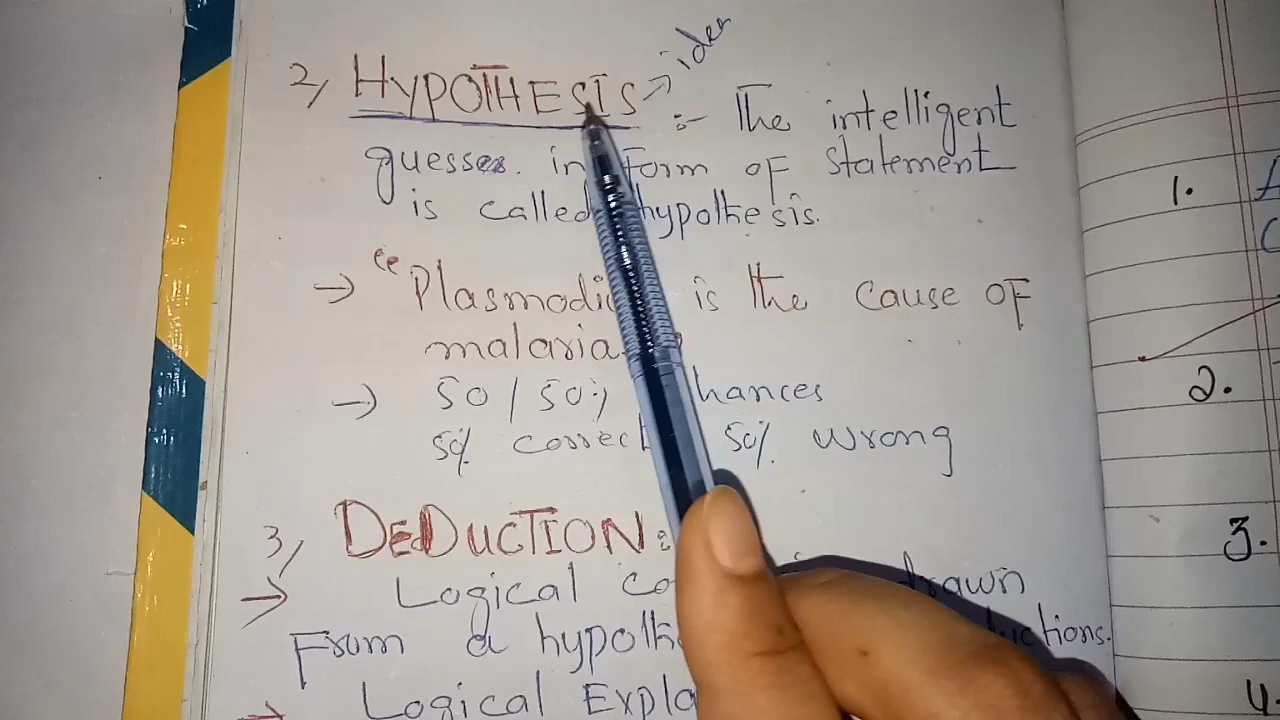 idea
2, HYPOTHESIS → :- The intelligent
guesses. in form of statement
is called hypothesis.
→ "Plasmodi is the cause of
malaria.
→ 50 / 50% hances
50% correct 50% wrong
3, DEDUCTION:
→ Logical co drawn
From a hypoth uctions.
→ Logical Expla
1.
2.
3.
4.